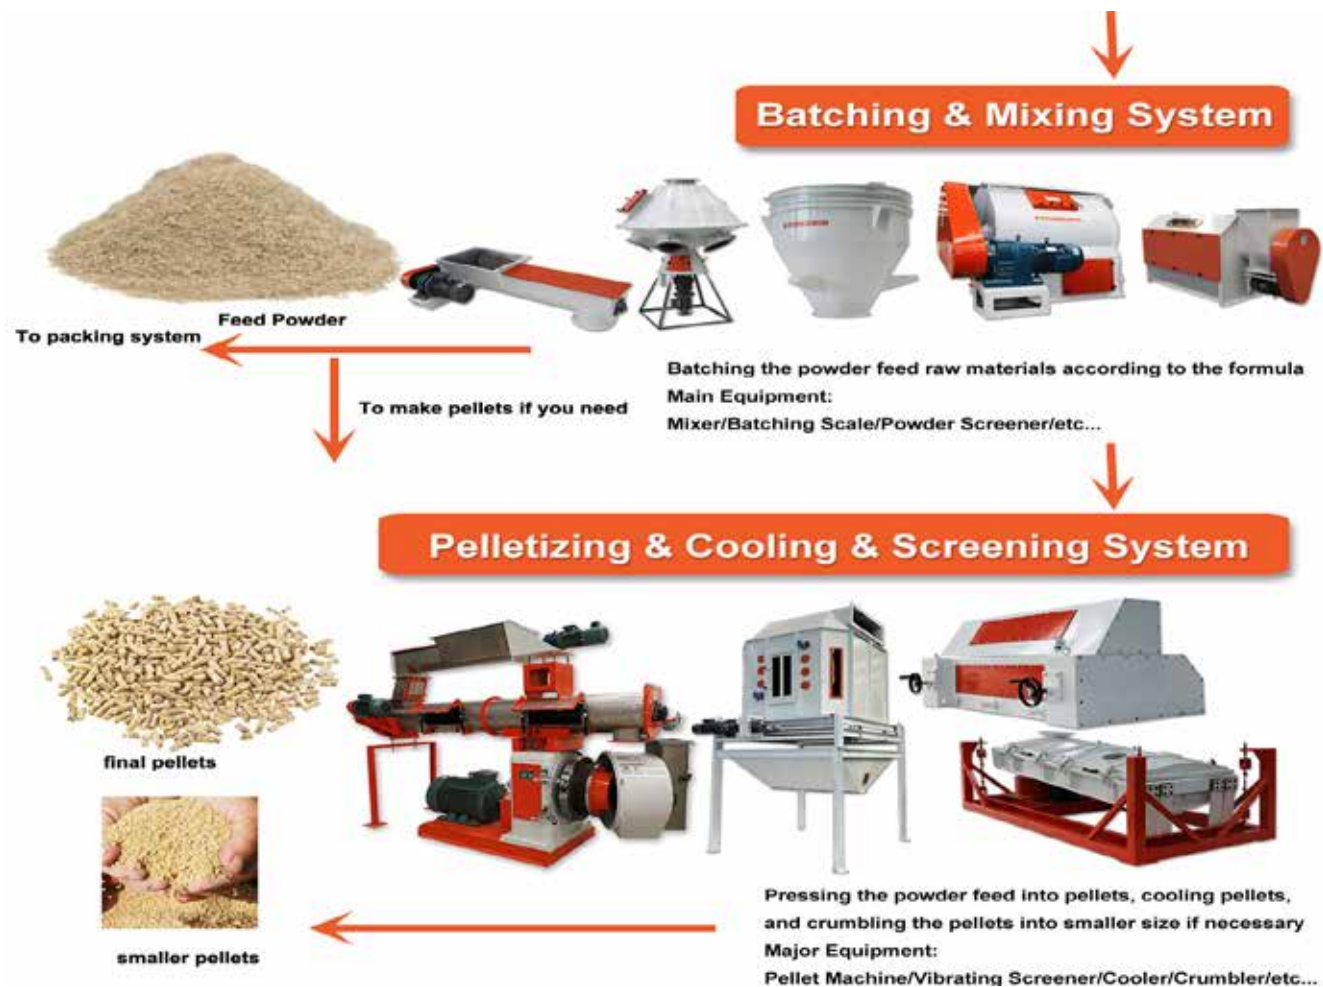 Batching & Mixing System
Feed Powder
To packing system
Batching the powder feed raw materials according to the formula
Main Equipment:
Mixer/Batching Scale/Powder Screener/etc...
To make pellets if you need
Pelletizing & Cooling & Screening System
final pellets
smaller pellets
Pressing the powder feed into pellets, cooling pellets,
and crumbling the pellets into smaller size if necessary
Major Equipment:
Pellet Machine/Vibrating Screener/Cooler/Crumbler/etc...